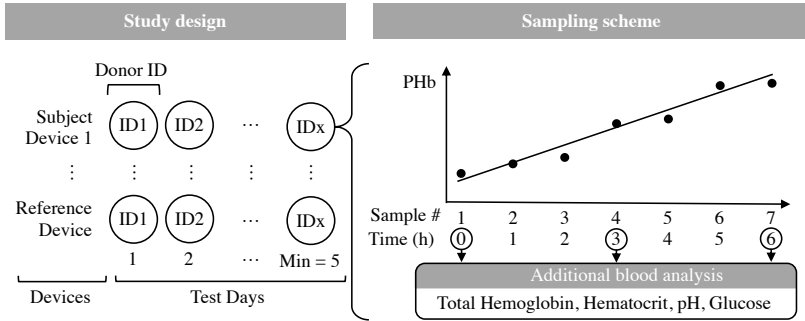 Study design
Donor ID
Subject
Device 1
ID1 ID2 ... IDx
⋮ ⋮ ⋮ ⋮ ⋮
Reference
Device
ID1 ID2 ... IDx
1 2 ... Min = 5
Devices Test Days
Sampling scheme
PHb
Sample # 1 2 3 4 5 6 7
Time (h) 0 1 2 3 4 5 6
Additional blood analysis
Total Hemoglobin, Hematocrit, pH, Glucose